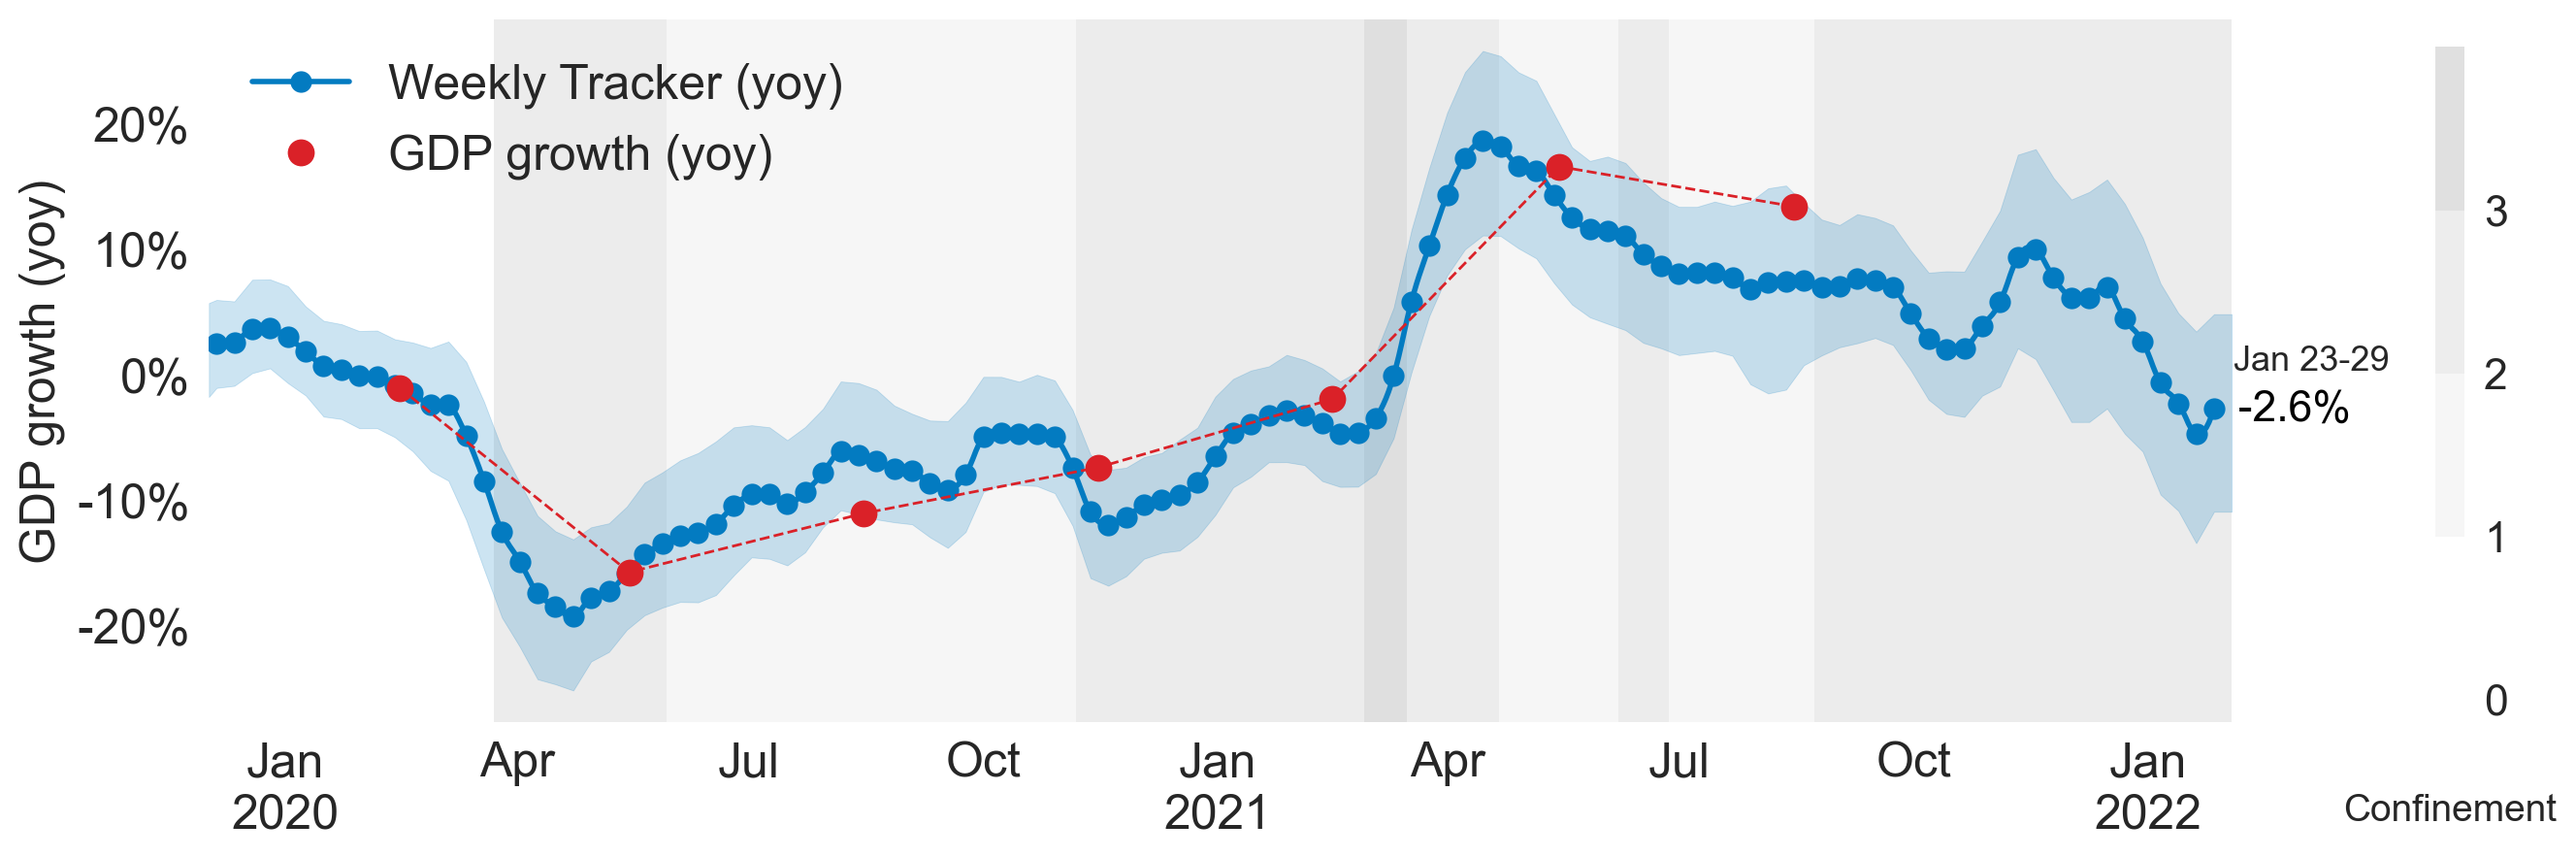 Weekly Tracker (yoy)
GDP growth (yoy)
GDP growth (yoy)
20%
10%
0%
-10%
-20%
Jan
2020
Apr
Jul
Oct
Jan
2021
Apr
Jul
Oct
Jan
2022
Jan 23-29
-2.6%
3
2
1
0
Confinement